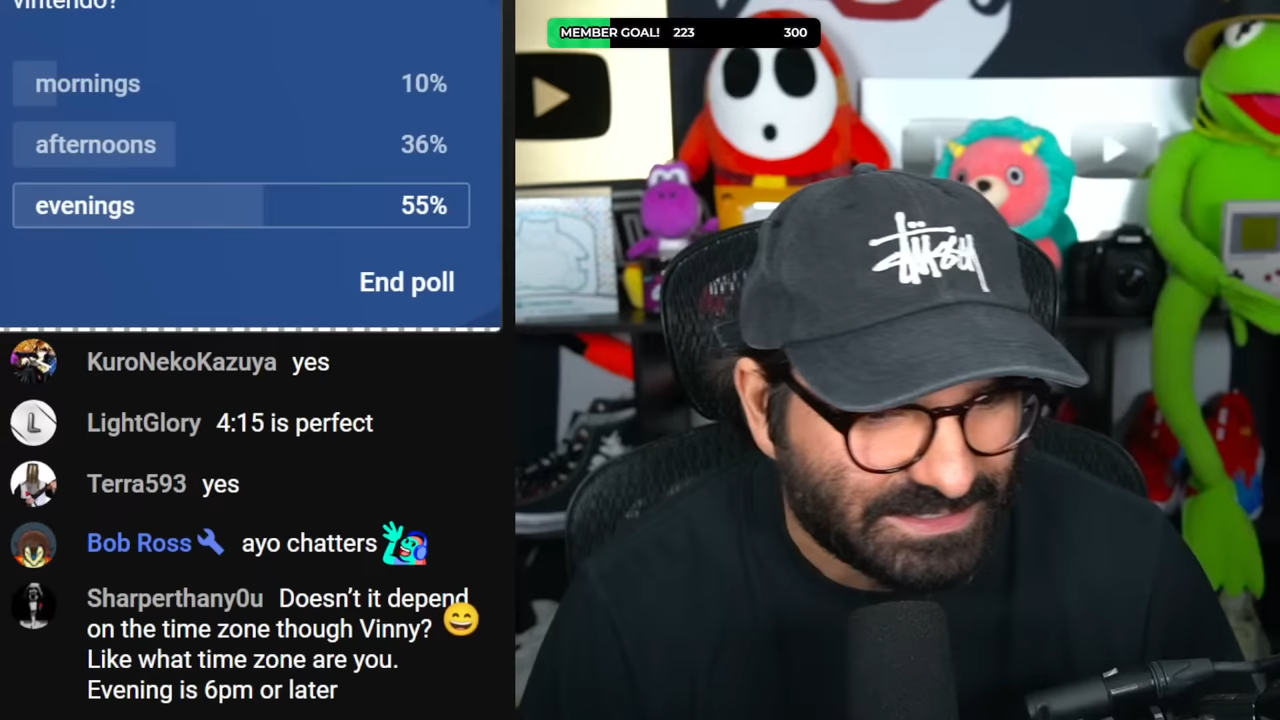 vintendo?
mornings 10%
afternoons 36%
evenings 55%
End poll
KuroNekoKazuya yes
LightGlory 4:15 is perfect
Terra593 yes
Bob Ross ayo chatters
Sharperthany0u Doesn’t it depend
on the time zone though Vinny? 😄
Like what time zone are you.
Evening is 6pm or later
MEMBER GOAL! 223 300
Stüssy